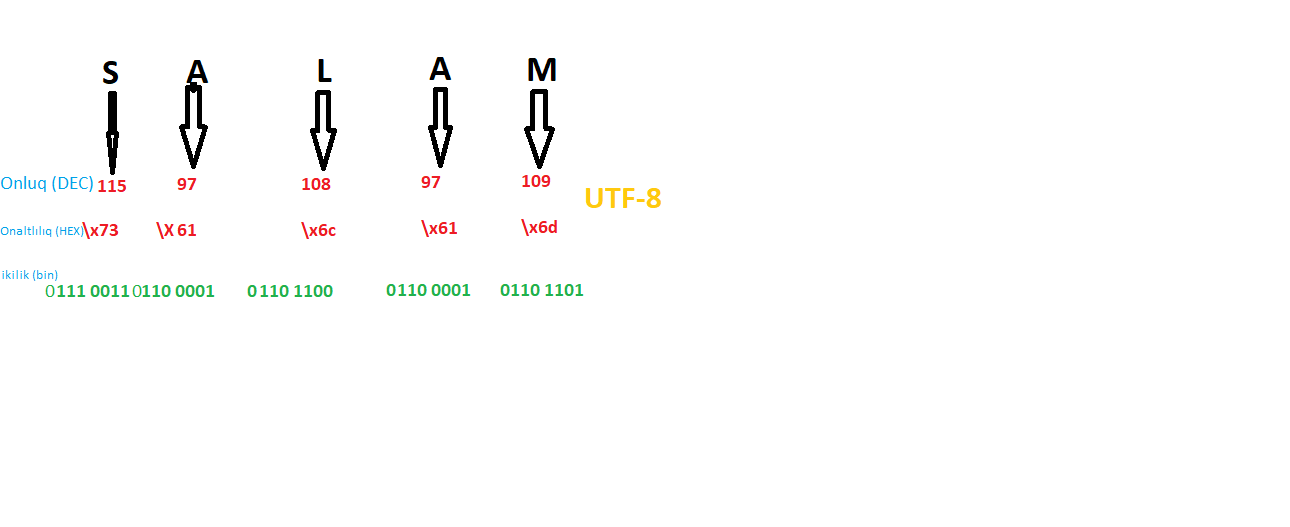 S A L A M
Onluq (DEC) 115 97 108 97 109
UTF-8
Onaltlılıq (HEX) \x73 \X 61 \x6c \x61 \x6d
ikilik (bin)
0111 0011 0110 0001 0110 1100 0110 0001 0110 1101